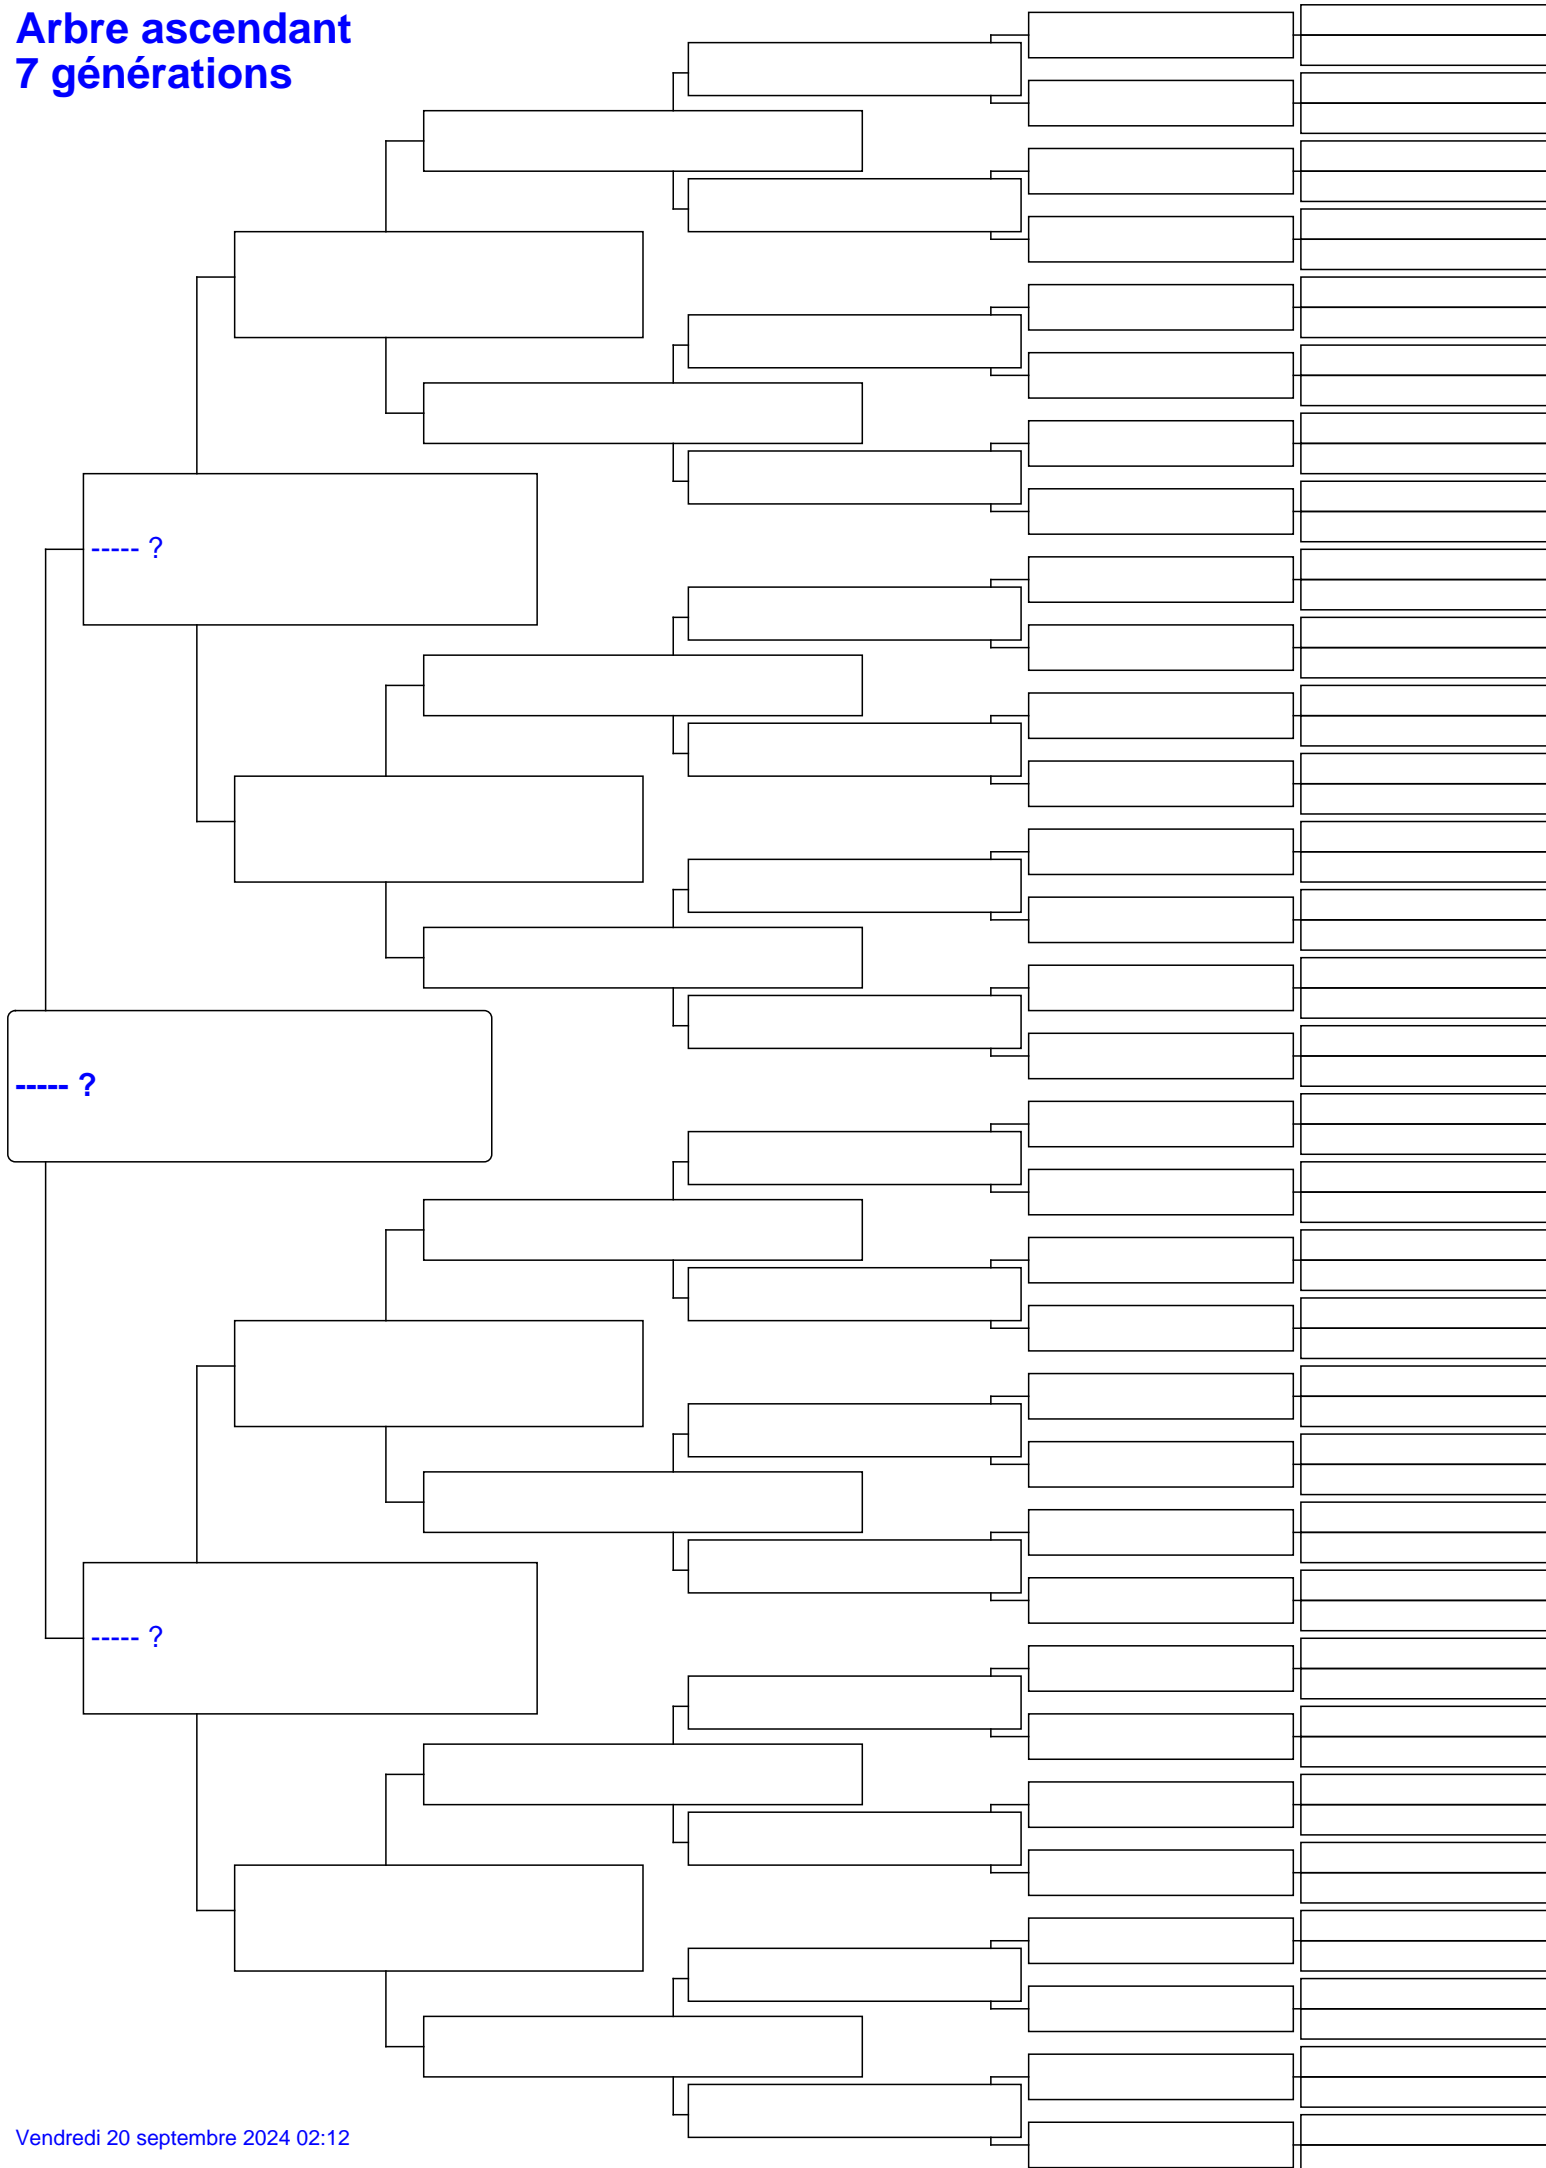 Arbre ascendant
7 générations
----- ?
----- ?
----- ?
Vendredi 20 septembre 2024 02:12